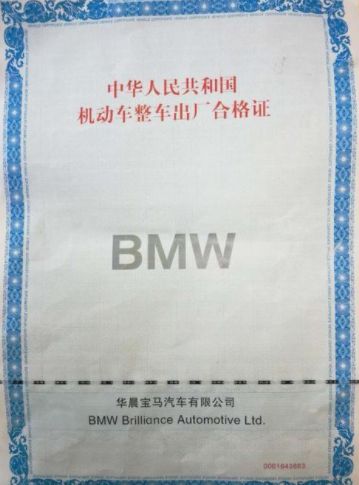 中华人民共和国
机动车整车出厂合格证
BMW
华晨宝马汽车有限公司
BMW Brilliance Automotive Ltd.